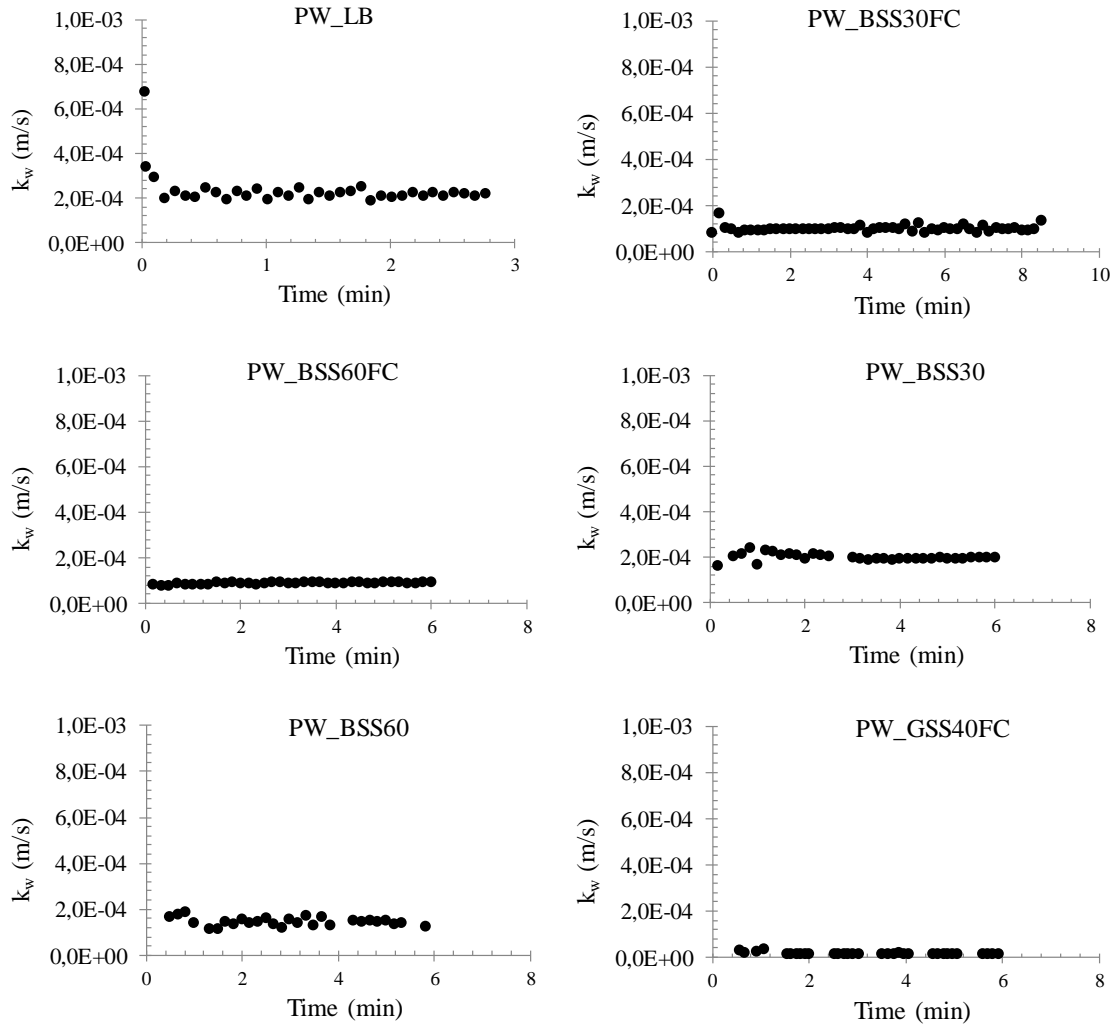 PW_LB
1,0E-03
8,0E-04
6,0E-04
4,0E-04
2,0E-04
0,0E+00
k_w (m/s)
0 1 2 3
Time (min)
PW_BSS30FC
1,0E-03
8,0E-04
6,0E-04
4,0E-04
2,0E-04
0,0E+00
k_w (m/s)
0 2 4 6 8 10
Time (min)
PW_BSS60FC
1,0E-03
8,0E-04
6,0E-04
4,0E-04
2,0E-04
0,0E+00
k_w (m/s)
0 2 4 6 8
Time (min)
PW_BSS30
1,0E-03
8,0E-04
6,0E-04
4,0E-04
2,0E-04
0,0E+00
k_w (m/s)
0 2 4 6 8
Time (min)
PW_BSS60
1,0E-03
8,0E-04
6,0E-04
4,0E-04
2,0E-04
0,0E+00
k_w (m/s)
0 2 4 6 8
Time (min)
PW_GSS40FC
1,0E-03
8,0E-04
6,0E-04
4,0E-04
2,0E-04
0,0E+00
k_w (m/s)
0 2 4 6 8
Time (min)